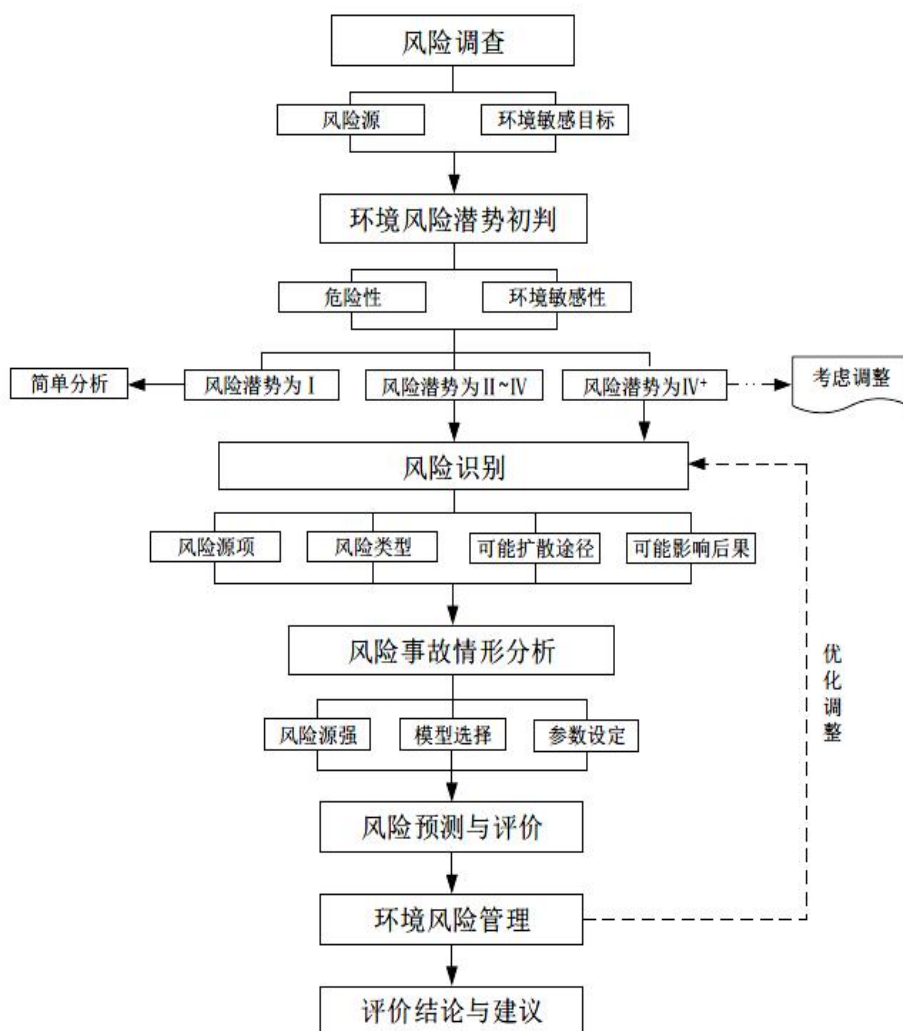 风险调查
风险源
环境敏感目标
环境风险潜势初判
危险性
环境敏感性
简单分析
风险潜势为Ⅰ
风险潜势为Ⅱ~Ⅳ
风险潜势为Ⅳ⁺
考虑调整
风险识别
风险源项
风险类型
可能扩散途径
可能影响后果
风险事故情形分析
优化调整
风险源强
模型选择
参数设定
风险预测与评价
环境风险管理
评价结论与建议